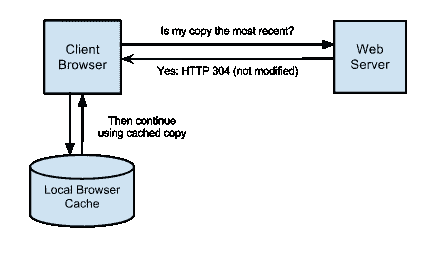 Is my copy the most recent?
Client
Browser
Web
Server
Yes: HTTP 304 (not modified)
Then continue
using cached copy
Local Browser
Cache